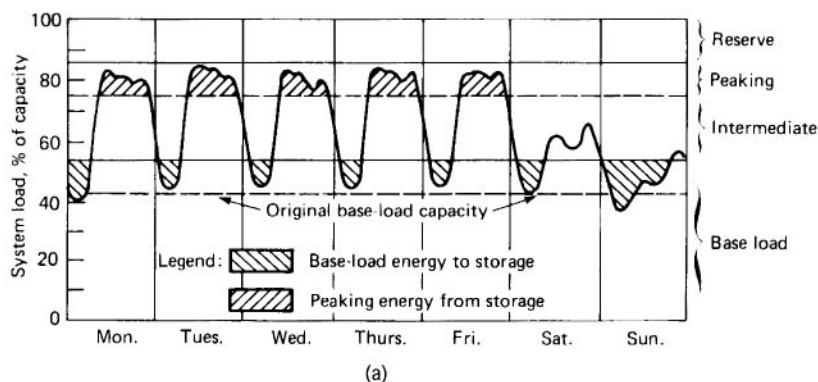 System load, % of capacity
100
80
60
40
20
0
Reserve
Peaking
Intermediate
Base load
Original base-load capacity
Legend:
Base-load energy to storage
Peaking energy from storage
Mon. Tues. Wed. Thurs. Fri. Sat. Sun.
(a)